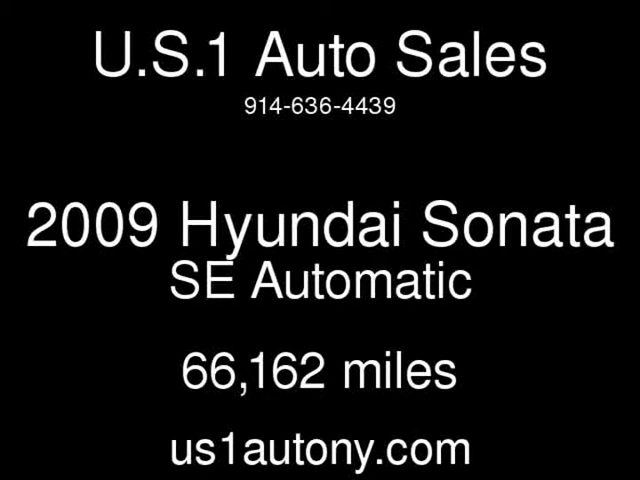 U.S.1 Auto Sales
914-636-4439
2009 Hyundai Sonata
SE Automatic
66,162 miles
us1autony.com